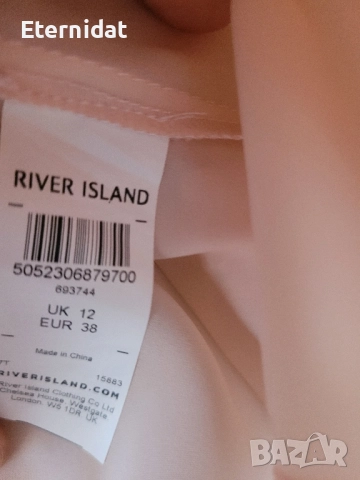 Eternidat
RIVER ISLAND
5052306879700
693744
UK 12
EUR 38
Made in China
15883
RIVERISLAND.COM
River Island Clothing Co Ltd
Chelsea House, Westgate
London, W5 1DR UK
BAZAR